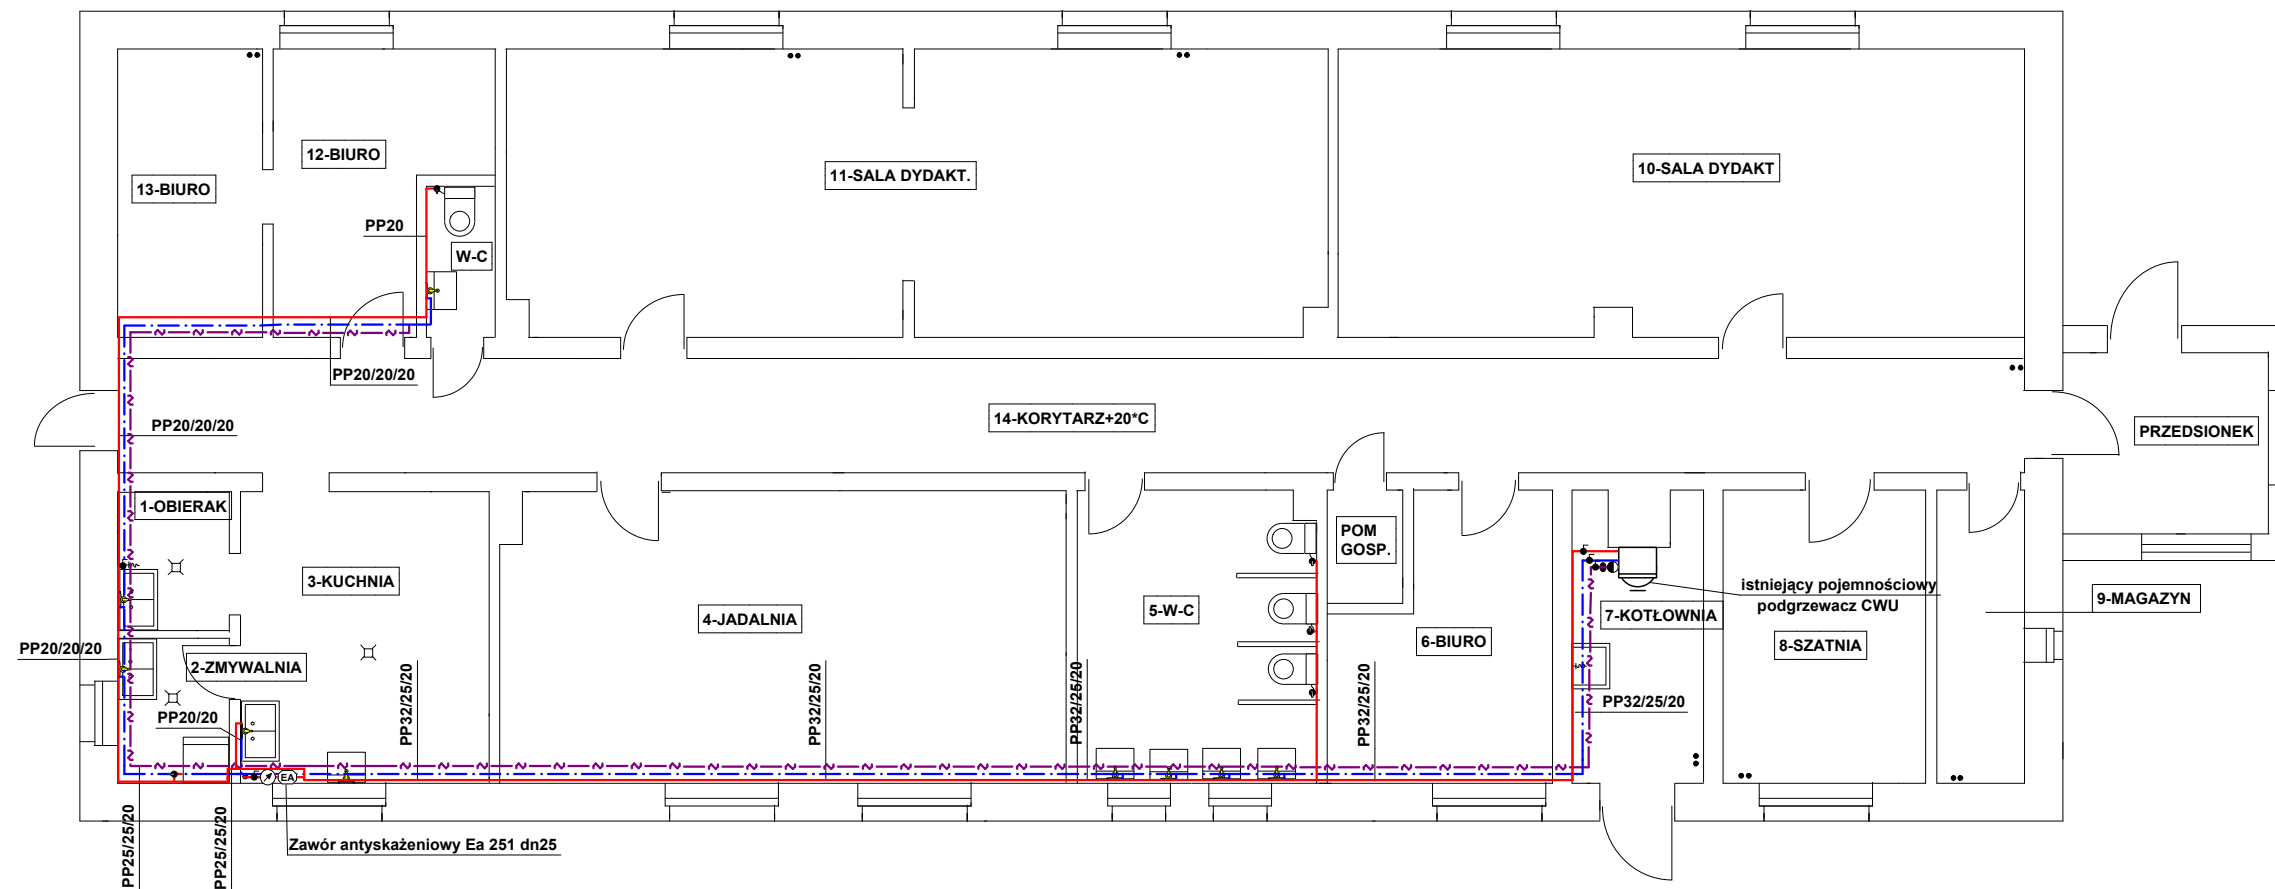 12-BIURO
13-BIURO
11-SALA DYDAKT.
10-SALA DYDAKT
PP20
W-C
PP20/20/20
PP20/20/20
14-KORYTARZ+20*C
PRZEDSIONEK
1-OBIERAK
POM
GOSP.
3-KUCHNIA
istniejący pojemnościowy
podgrzewacz CWU
9-MAGAZYN
4-JADALNIA
5-W-C
7-KOTŁOWNIA
6-BIURO
8-SZATNIA
PP20/20/20
2-ZMYWALNIA
PP32/25/20
PP32/25/20
PP32/25/20
PP32/25/20
PP32/25/20
PP20/20
EA
Zawór antyskażeniowy Ea 251 dn25
PP25/25/20
PP25/25/20